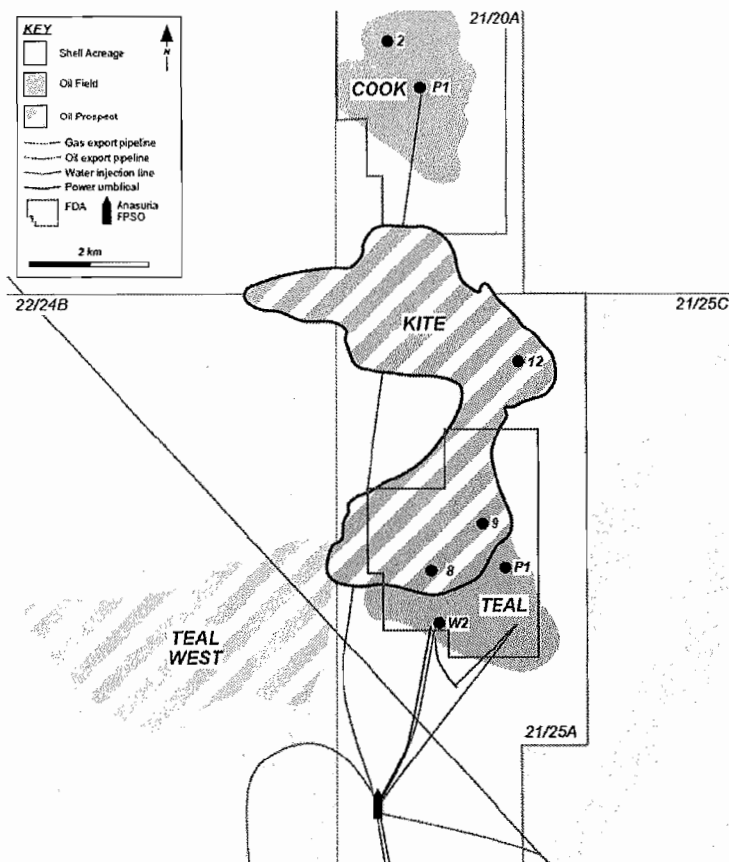 KEY
N
Shell Acreage
Oil Field
Oil Prospect
Gas export pipeline
Oil export pipeline
Water injection line
Power umbilical
FDA
Anasuria
FPSO
2 km
21/20A
2
COOK
P1
22/24B
21/25C
KITE
12
9
8
P1
TEAL
W2
TEAL
WEST
21/25A